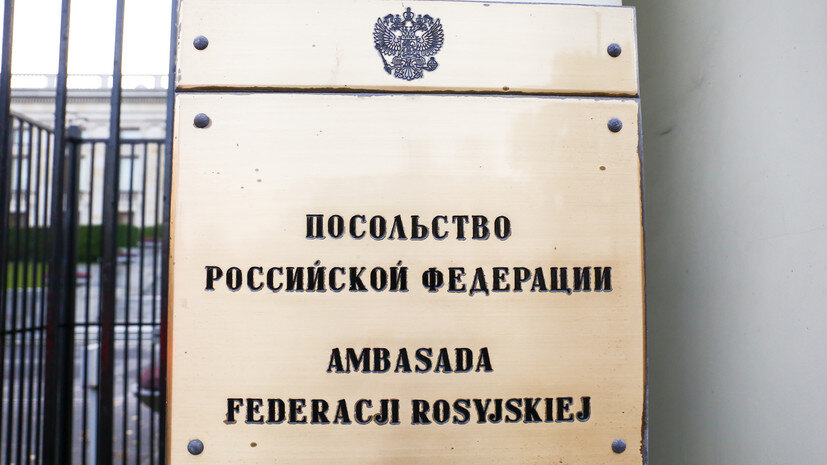 ПОСОЛЬСТВО
РОССИЙСКОЙ ФЕДЕРАЦИИ
AMBASADA
FEDERACJI ROSYJSKIEJ